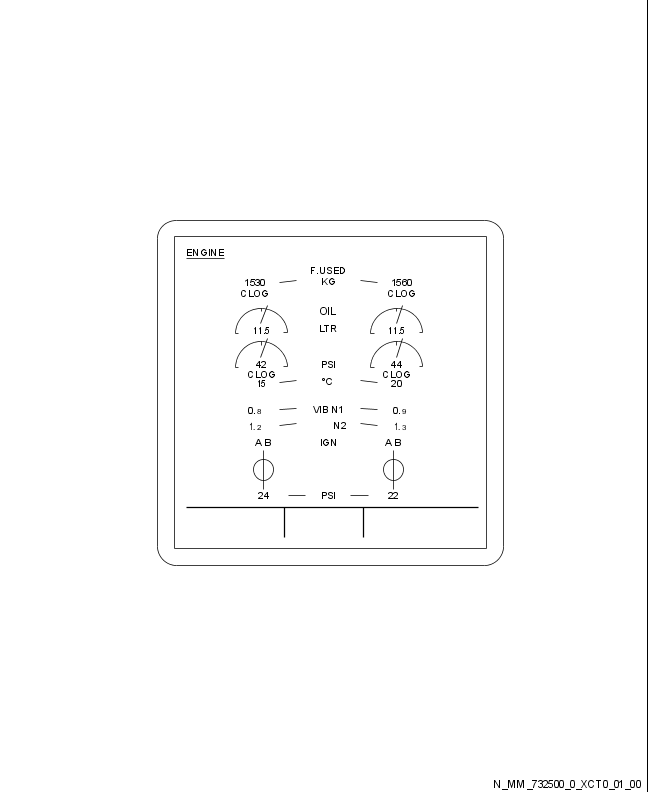 ENGINE
F.USED
1530 KG 1560
CLOG CLOG
OIL
11.5 LTR 11.5
42 PSI 44
CLOG CLOG
15 °C 20
0.8 VIB N1 0.9
1.2 N2 1.3
A B IGN A B
24 PSI 22
N_MM_732500_0_XCT0_01_00